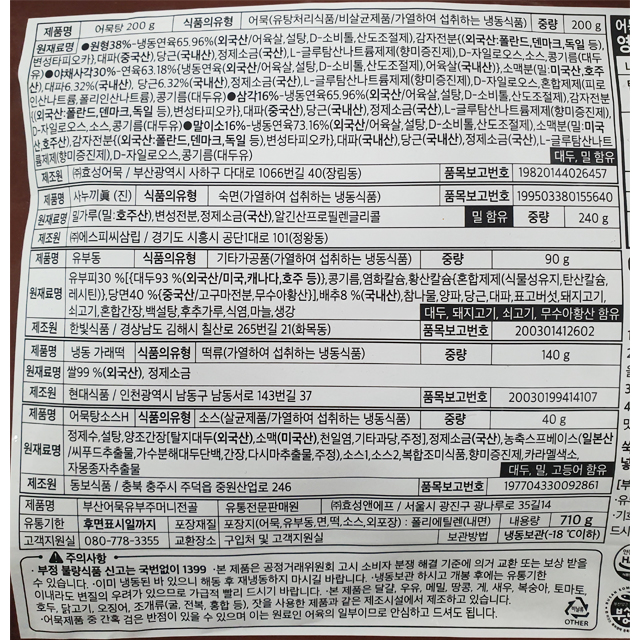 제품명 어묵탕 200 g 식품의유형 어묵(유탕처리식품/비살균제품/가열하여 섭취하는 냉동식품) 중량 200 g
원재료명 ●원형38%-냉동연육65.96%(외국산/어육살,설탕,D-소비톨,산도조절제),감자전분(외국산:폴란드,덴마크,독일 등),
변성타피오카),대파(중국산),당근(국내산),정제소금(국산),L-글루탐산나트륨제제(향미증진제),D-자일로오스,콩기름(대두
유)●야채사각30%-연육63.18%(냉동연육(외국산/어육살,설탕,D-소비톨,산도조절제),어육살(외국산)},소맥분(밀:미국산,호주
산),대파6.32%(국내산),당근6.32%(국내산),정제소금(국산),L-글루탐산나트륨제제(향미증진제),D-자일로오스,혼합제제(피로
인산나트륨,폴리인산나트륨),콩기름(대두유)●삼각16%-냉동연육65.96%(외국산/어육살,설탕,D-소비톨,산도조절제),감자전분
{(외국산:폴란드,덴마크,독일 등),변성타피오카},대파(중국산),당근(국내산),정제소금(국산),L-글루탐산나트륨제제(향미증진제),
D-자일로오스,소스,콩기름(대두유)●말이소16%-냉동연육73.16%(외국산/어육살,설탕,D-소비톨,산도조절제),소맥분(밀:미국
산,호주산),감자전분{(외국산:폴란드,덴마크,독일 등),변성타피오카},대파(국내산),당근(국내산),정제소금(국산),L-글루탐산나트
륨제제(향미증진제),D-자일로오스,콩기름(대두유) 대두, 밀 함유
제조원 ㈜효성어묵 / 부산광역시 사하구 다대로 1066번길 40(장림동) 품목보고번호 19820144026457
제품명 사누끼眞 (진) 식품의유형 숙면(가열하여 섭취하는 냉동식품) 품목보고번호 1995033801556​40
원재료명 밀가루(밀:호주산),변성전분,정제소금(국산),알긴산프로필렌글리콜 밀 함유 중량 240 g
제조원 ㈜에스피씨삼립 / 경기도 시흥시 공단1대로 101(정왕동)
제품명 유부동 식품의유형 기타가공품(가열하여 섭취하는 냉동식품) 중량 90 g
원재료명 유부피30 %[{대두93 %(외국산/미국,캐나다,호주 등)},콩기름,염화칼슘,황산칼슘{혼합제제(식물성유지,탄산칼슘,
레시틴)},당면40 %{중국산/고구마전분,무수아황산}],배추8 %(국내산),참나물,양파,당근,대파,표고버섯,돼지고기,
쇠고기,혼합간장,백설탕,후추가루,식염,마늘,생강 대두, 돼지고기, 쇠고기, 무수아황산 함유
제조원 한빛식품 / 경상남도 김해시 칠산로 265번길 21(화목동) 품목보고번호 200301412602
제품명 냉동 가래떡 식품의유형 떡류(가열하여 섭취하는 냉동식품) 중량 140 g
원재료명 쌀99 %(외국산), 정제소금
제조원 현대식품 / 인천광역시 남동구 남동서로 143번길 37 품목보고번호 20030199414107
제품명 어묵탕소스H 식품의유형 소스(살균제품/가열하여 섭취하는 냉동식품) 중량 40 g
원재료명 정제수,설탕,양조간장[탈지대두(외국산),소맥(미국산),천일염,기타과당,주정),정제소금(국산),농축스프베이스(일본산
/씨푸드추출물,가수분해대두단백,간장,다시마추출물,주정),소스1,소스2,복합조미식품,향미증진제,카라멜색소,
자몽종자추출물 대두, 밀, 고등어 함유
제조원 동보식품 / 충북 충주시 주덕읍 중원산업로 246 품목보고번호 197704330092861
제품명 부산어묵유부주머니전골 유통전문판매원 ㈜효성앤에프 / 서울시 광진구 광나루로 35길14
유통기한 후면표시일까지 포장재질 포장지(어묵,유부동,면,떡,소스,외포장) : 폴리에틸렌(내면) 내용량 710 g
고객지원실 080-778-3355 교환장소 구입처 및 고객지원실 보관방법 냉동보관(-18 ℃이하)
⚠ 주의사항
· 부정 불량식품 신고는 국번없이 1399 · 본 제품은 공정거래위원회 고시 소비자 분쟁 해결 기준에 의거 교환 또는 보상 받을
수 있습니다. ·이미 냉동된 바 있으니 해동 후 재냉동하지 마시길 바랍니다. ·냉동보관 하시고 개봉 후에는 유통기한
이내라도 변질의 우려가 있으므로 가급적 빨리 드시기 바랍니다. ·본 제품은 달걀, 우유, 메밀, 땅콩, 게, 새우, 복숭아, 토마토,
호두, 닭고기, 오징어, 조개류(굴, 전복, 홍합 등), 잣을 사용한 제품과 같은 제조시설에서 제조하고 있습니다.
·어묵제품 중 간혹 검은 반점이 있을 수 있으며 이는 원료인 어육의 일부이므로 안심하고 드셔도 됩니다.
비닐류
OTHER